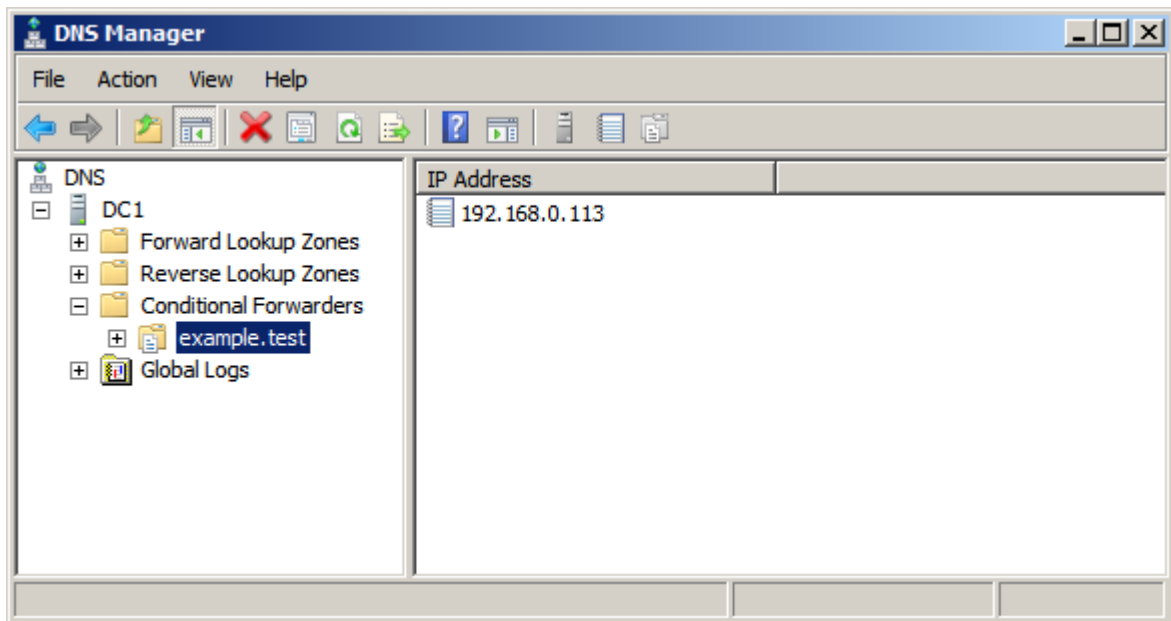 DNS Manager
File Action View Help
DNS
DC1
Forward Lookup Zones
Reverse Lookup Zones
Conditional Forwarders
example.test
Global Logs
IP Address
192.168.0.113